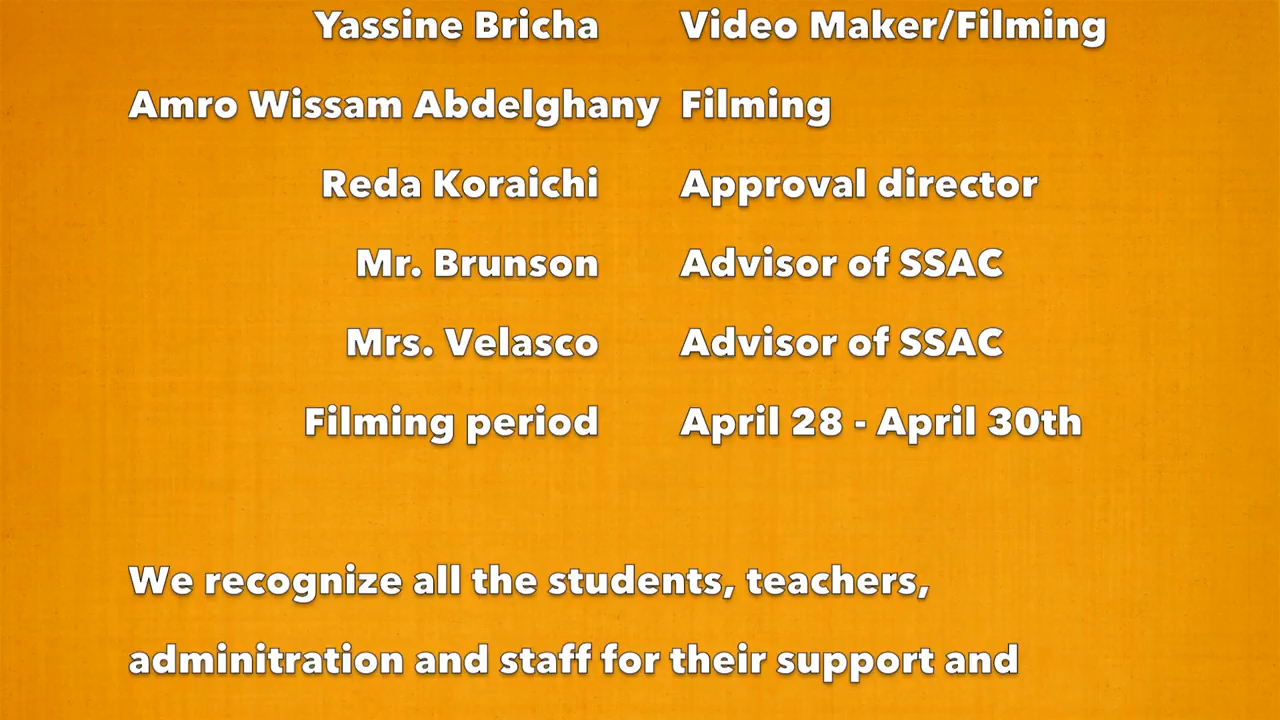 Yassine Bricha Video Maker/Filming
Amro Wissam Abdelghany Filming
Reda Koraichi Approval director
Mr. Brunson Advisor of SSAC
Mrs. Velasco Advisor of SSAC
Filming period April 28 - April 30th
We recognize all the students, teachers,
adminitration and staff for their support and